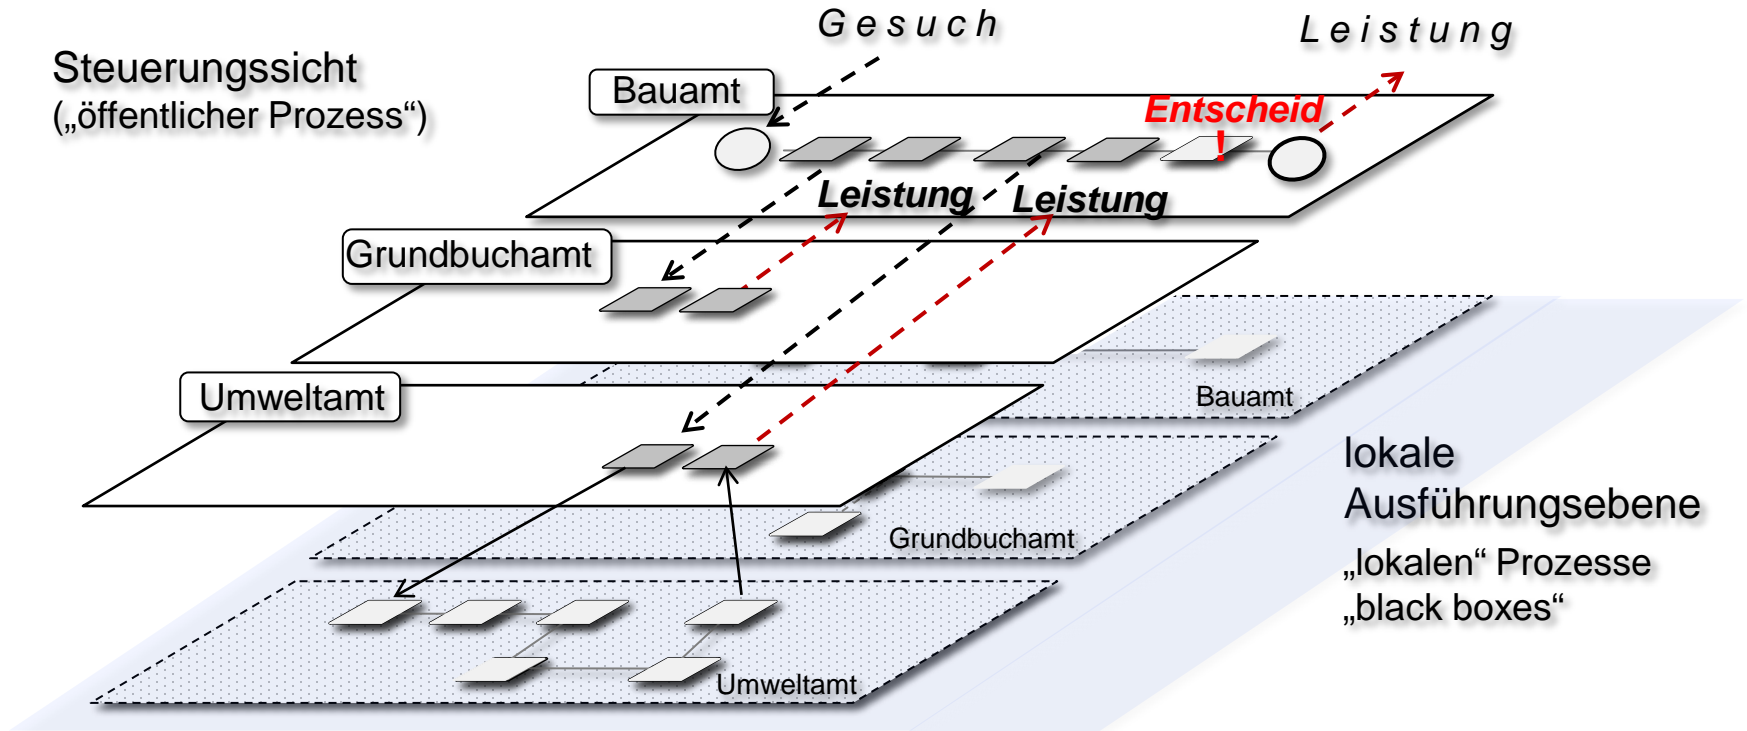 Gesuch
Leistung
Steuerungssicht
(„öffentlicher Prozess“)
Bauamt
Entscheid
!
Leistung
Leistung
Grundbuchamt
Umweltamt
Bauamt
lokale
Ausführungsebene
Grundbuchamt
„lokalen“ Prozesse
„black boxes“
Umweltamt